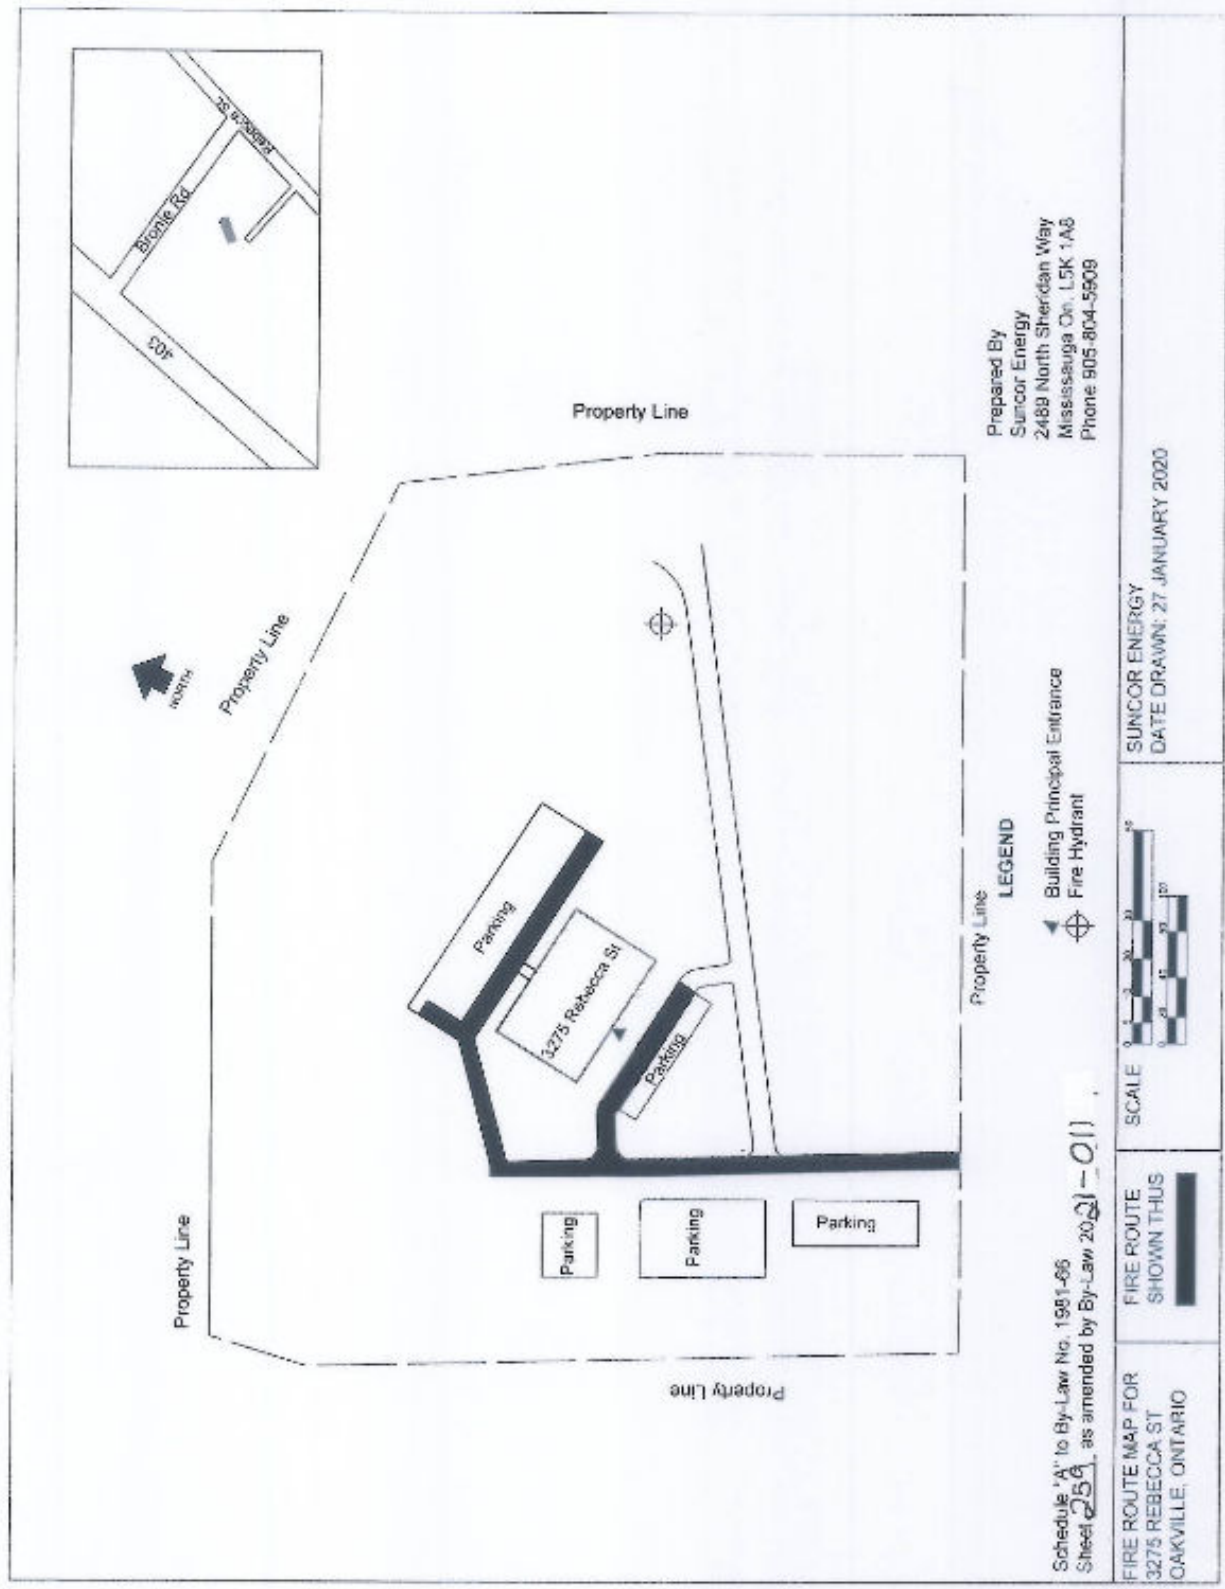 403
Bronte Rd
Rebecca St.
NORTH
Property Line
Property Line
Property Line
Property Line
Property Line
Parking
3275 Rebecca St
Parking
Parking
Parking
Parking
LEGEND
Building Principal Entrance
Fire Hydrant
Prepared By
Suncor Energy
2489 North Sheridan Way
Mississauga On. L5K 1A8
Phone 905-804-5909
Schedule "A" to By-Law No. 1981-66
Sheet 259 as amended by By-Law 2021-011.
FIRE ROUTE MAP FOR
3275 REBECCA ST
OAKVILLE, ONTARIO
FIRE ROUTE
SHOWN THUS
SCALE
SUNCOR ENERGY
DATE DRAWN: 27 JANUARY 2020